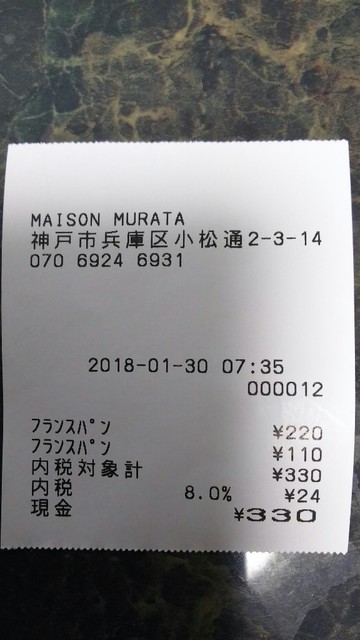 MAISON MURATA
神戸市兵庫区小松通2-3-14
070 6924 6931
2018-01-30 07:35
000012
フランスパン ¥220
フランスパン ¥110
内税対象計 ¥330
内税 8.0% ¥24
現金 ¥330